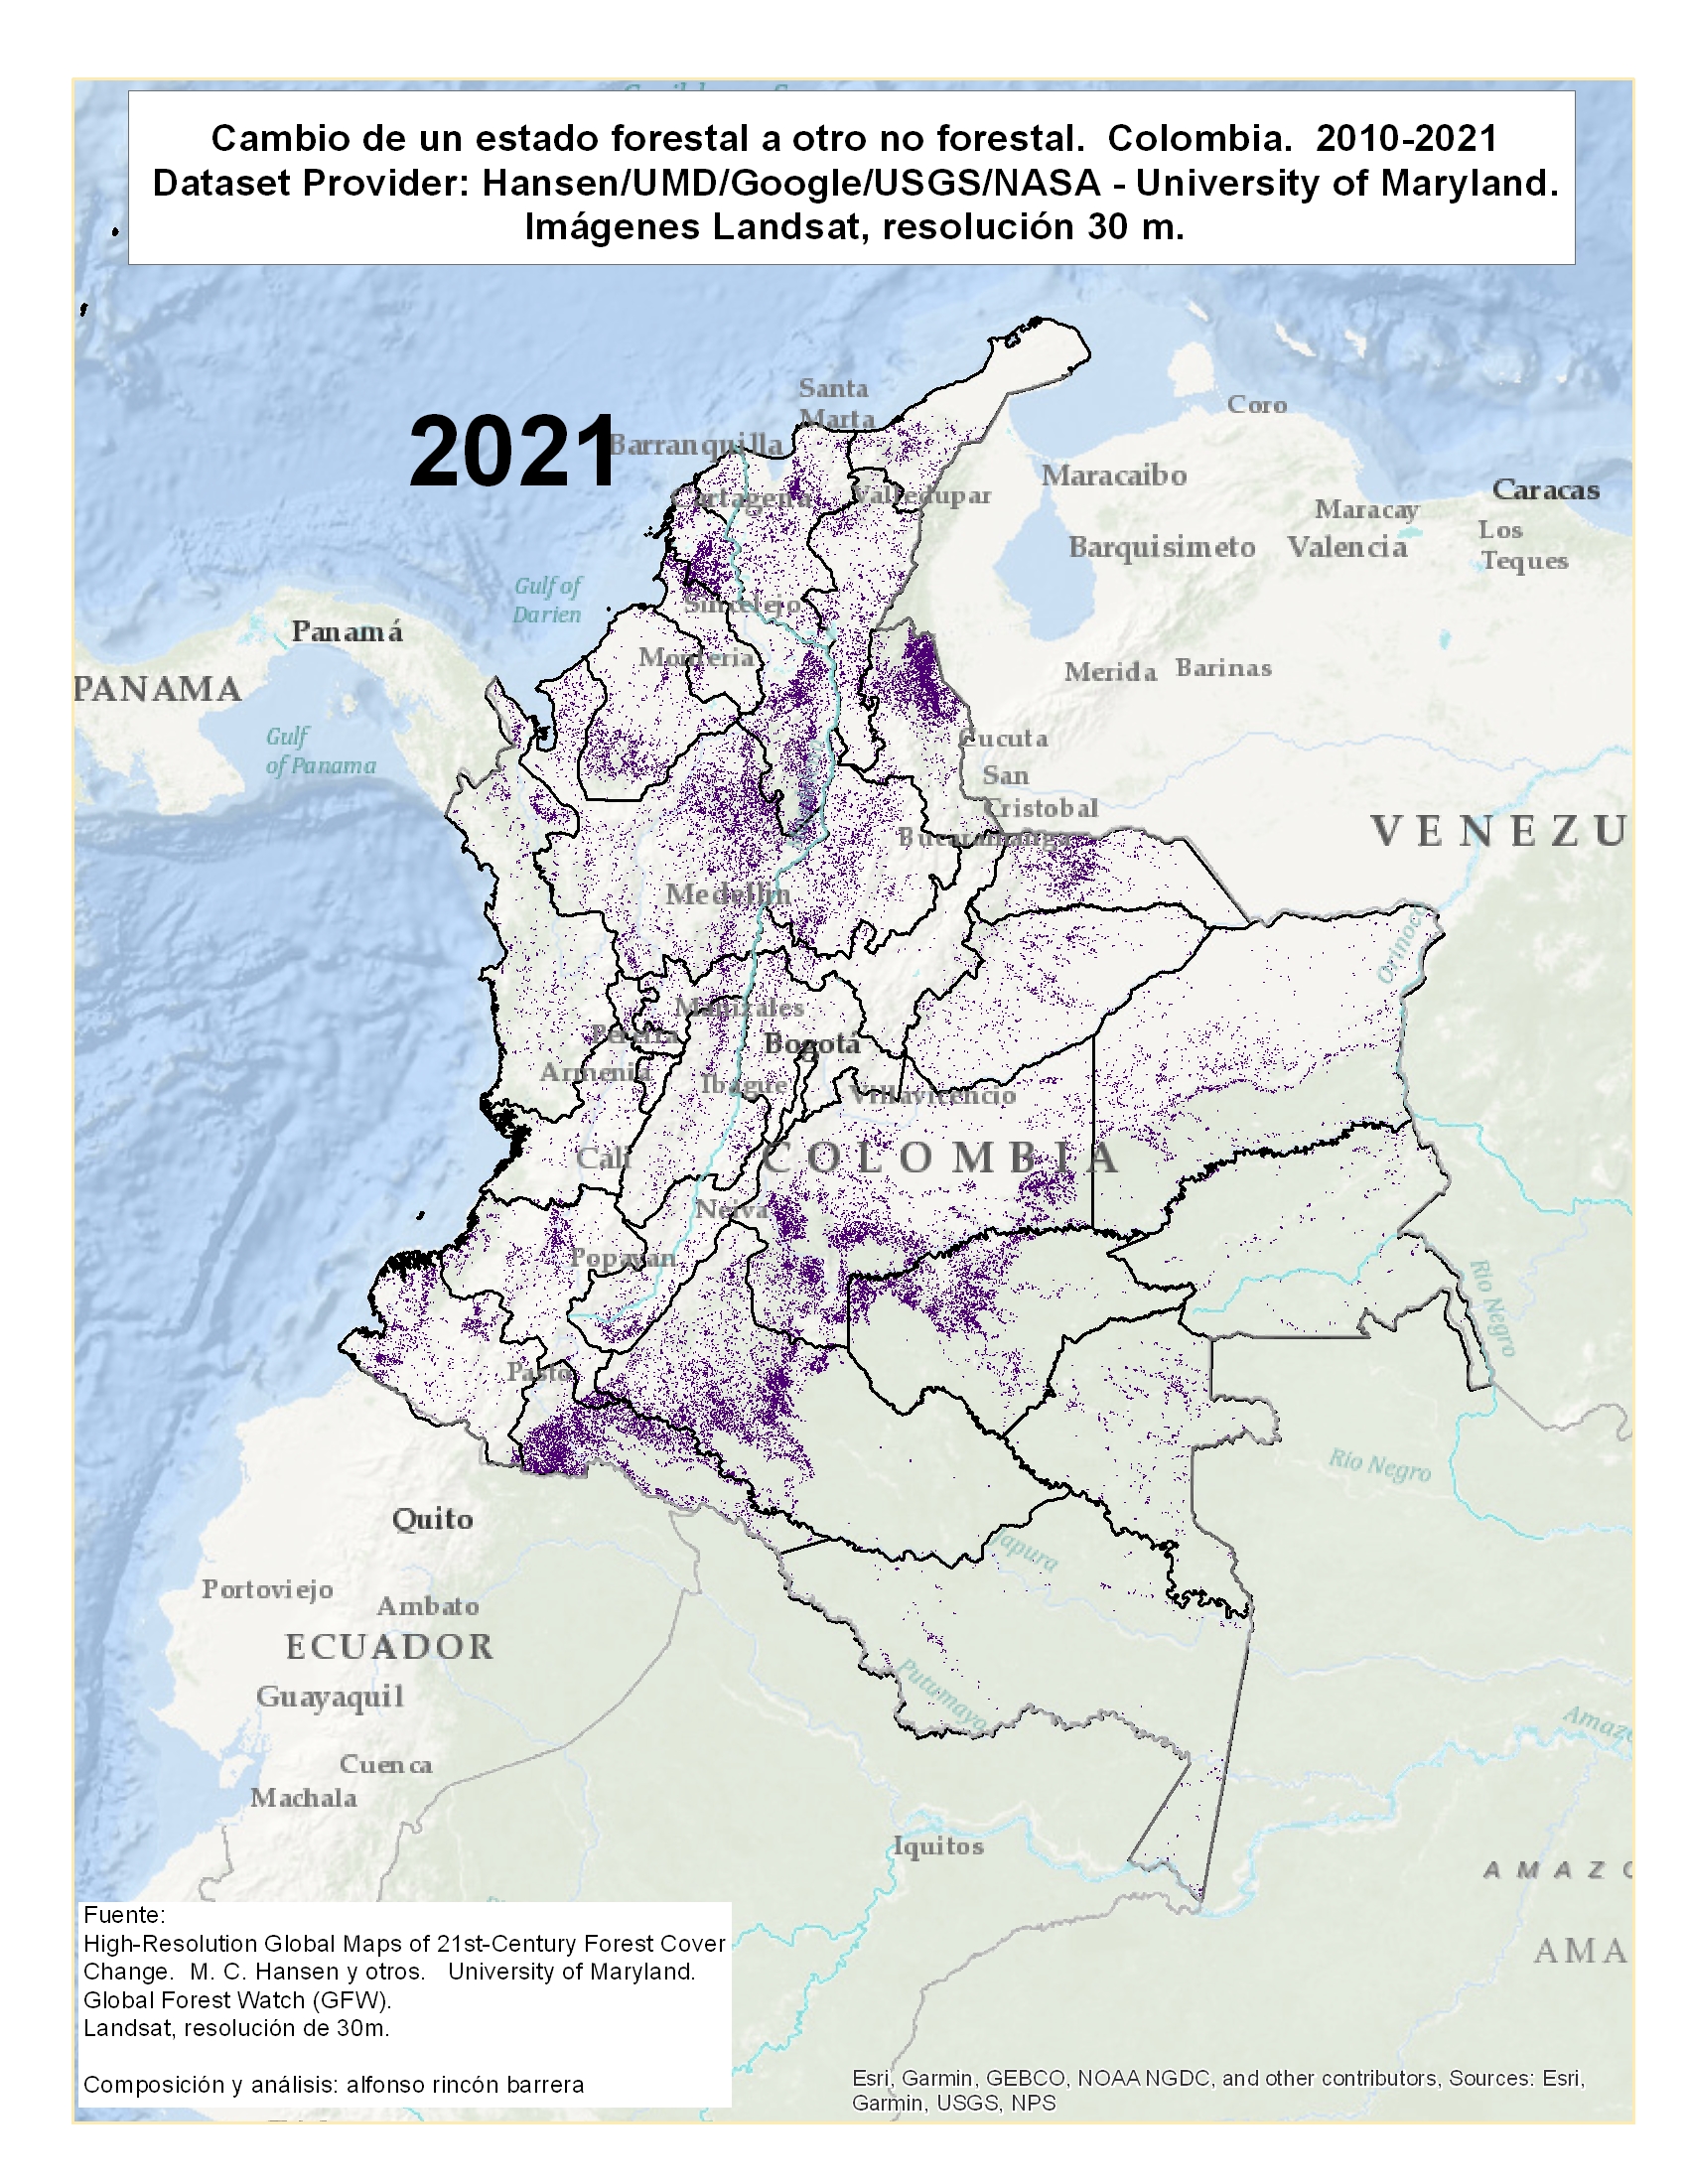 Cambio de un estado forestal a otro no forestal.  Colombia.  2010-2021
Dataset Provider: Hansen/UMD/Google/USGS/NASA - University of Maryland.
Imágenes Landsat, resolución 30 m.
Santa
Marta
Coro
2021
Barranquilla
Maracaibo
Cartagena
Valledupar
Caracas
Maracay
Los
Teques
Barquisimeto
Valencia
Gulf of
Darien
Sincelejo
Panamá
Monteria
Merida
Barinas
PANAMA
Gulf
of Panama
Cucuta
San
Cristobal
Bucaramanga
VENEZU
Medellin
Orinoco
Manizales
Pereira
Bogotá
Armenia
Ibague
Villavicencio
Cali
COLOMBIA
Neiva
Popayan
Río Negro
Pasto
Río Negro
Quito
Japura
Portoviejo
Ambato
ECUADOR
Putumayo
Guayaquil
Cuenca
Machala
Iquitos
AMAZO
AMA
Fuente:
High-Resolution Global Maps of 21st-Century Forest Cover
Change.  M. C. Hansen y otros.   University of Maryland.
Global Forest Watch (GFW).
Landsat, resolución de 30m.
Composición y análisis: alfonso rincón barrera
Esri, Garmin, GEBCO, NOAA NGDC, and other contributors, Sources: Esri,
Garmin, USGS, NPS